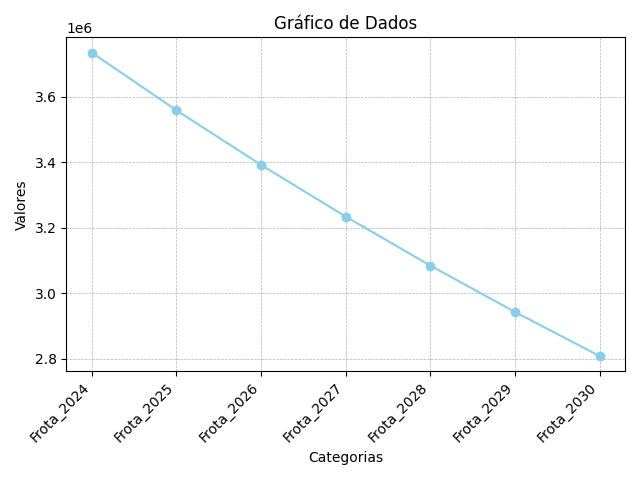 Gráfico de Dados
1e6
3.6
3.4
3.2
3.0
2.8
Valores
Frota_2024
Frota_2025
Frota_2026
Frota_2027
Frota_2028
Frota_2029
Frota_2030
Categorias